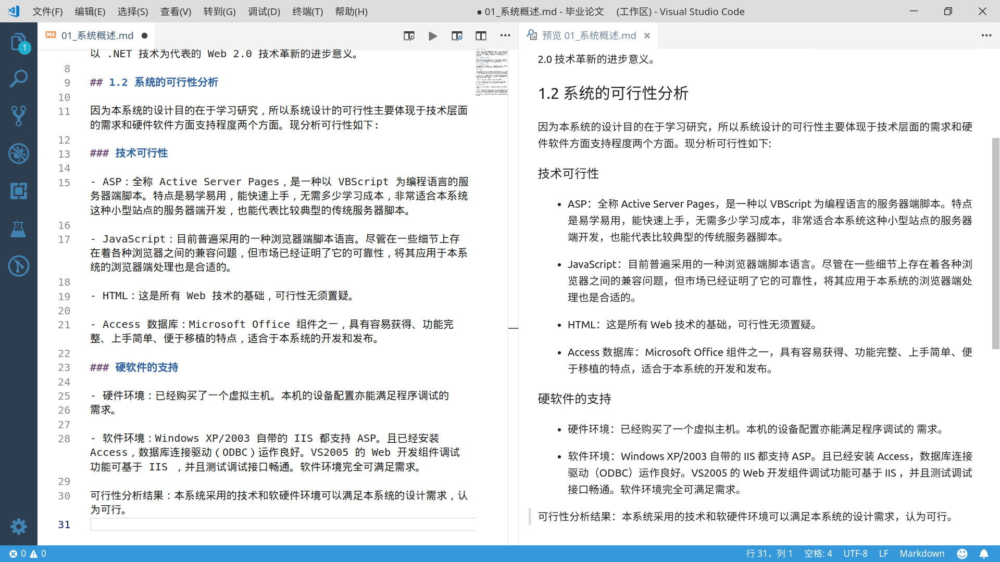 文件(F) 编辑(E) 选择(S) 查看(V) 转到(G) 调试(D) 终端(T) 帮助(H)
● 01_系统概述.md - 毕业论文 (工作区) - Visual Studio Code
1
01_系统概述.md ●
以 .NET 技术为代表的 Web 2.0 技术革新的进步意义。
8
9 ## 1.2 系统的可行性分析
10
11 因为本系统的设计目的在于学习研究，所以系统设计的可行性主要体现于技术层面
的需求和硬件软件方面支持程度两个方面。现分析可行性如下：
12
13 ### 技术可行性
14
15 - ASP：全称 Active Server Pages，是一种以 VBScript 为编程语言的服
务器端脚本。特点是易学易用，能快速上手，无需多少学习成本，非常适合本系统
这种小型站点的服务器端开发，也能代表比较典型的传统服务器脚本。
16
17 - JavaScript：目前普遍采用的一种浏览器端脚本语言。尽管在一些细节上存
在着各种浏览器之间的兼容问题，但市场已经证明了它的可靠性，将其应用于本系
统的浏览器端处理也是合适的。
18
19 - HTML：这是所有 Web 技术的基础，可行性无须置疑。
20
21 - Access 数据库：Microsoft Office 组件之一，具有容易获得、功能完
整、上手简单、便于移植的特点，适合于本系统的开发和发布。
22
23 ### 硬软件的支持
24
25 - 硬件环境：已经购买了一个虚拟主机。本机的设备配置亦能满足程序调试的
26 需求。
27
28 - 软件环境：Windows XP/2003 自带的 IIS 都支持 ASP。且已经安装
Access，数据库连接驱动（ODBC）运作良好。VS2005 的 Web 开发组件调试
功能可基于 IIS ，并且测试调试接口畅通。软件环境完全可满足需求。
29
30 可行性分析结果：本系统采用的技术和软硬件环境可以满足本系统的设计需求，认
为可行。
31
预览 01_系统概述.md
2.0 技术革新的进步意义。
1.2 系统的可行性分析
因为本系统的设计目的在于学习研究，所以系统设计的可行性主要体现于技术层面的需求和硬
件软件方面支持程度两个方面。现分析可行性如下:
技术可行性
• ASP：全称 Active Server Pages，是一种以 VBScript 为编程语言的服务器端脚本。特点
是易学易用，能快速上手，无需多少学习成本，非常适合本系统这种小型站点的服务器
端开发，也能代表比较典型的传统服务器脚本。
• JavaScript：目前普遍采用的一种浏览器端脚本语言。尽管在一些细节上存在着各种浏
览器之间的兼容问题，但市场已经证明了它的可靠性，将其应用于本系统的浏览器端处
理也是合适的。
• HTML：这是所有 Web 技术的基础，可行性无须置疑。
• Access 数据库：Microsoft Office 组件之一，具有容易获得、功能完整、上手简单、便
于移植的特点，适合于本系统的开发和发布。
硬软件的支持
• 硬件环境：已经购买了一个虚拟主机。本机的设备配置亦能满足程序调试的 需求。
• 软件环境：Windows XP/2003 自带的 IIS 都支持 ASP。且已经安装 Access，数据库连接
驱动（ODBC）运作良好。VS2005 的 Web 开发组件调试功能可基于 IIS ，并且测试调试
接口畅通。软件环境完全可满足需求。
可行性分析结果：本系统采用的技术和软硬件环境可以满足本系统的设计需求，认为可行。
0 0
行 31，列 1 空格: 4 UTF-8 LF Markdown